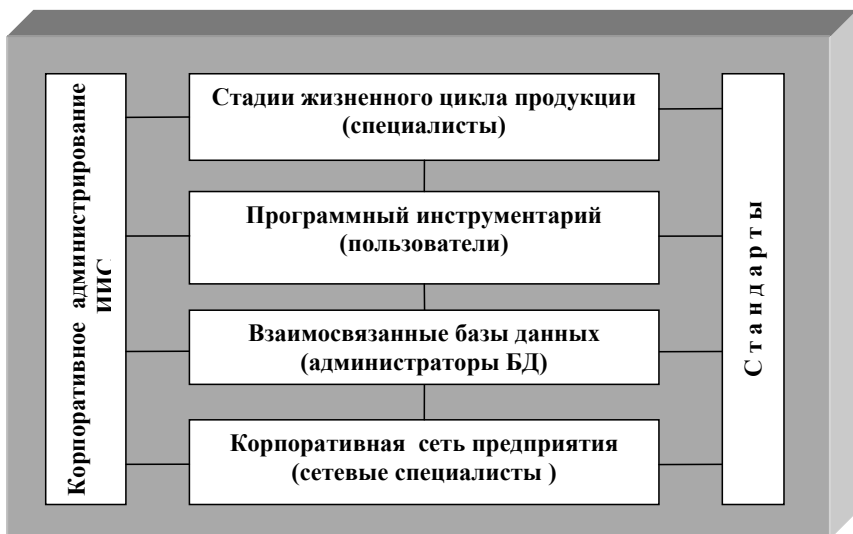 Корпоративное администрирование
ИИС
Стадии жизненного цикла продукции
(специалисты)
Программный инструментарий
(пользователи)
Взаимосвязанные базы данных
(администраторы БД)
Корпоративная сеть предприятия
(сетевые специалисты )
С т а н д а р т ы